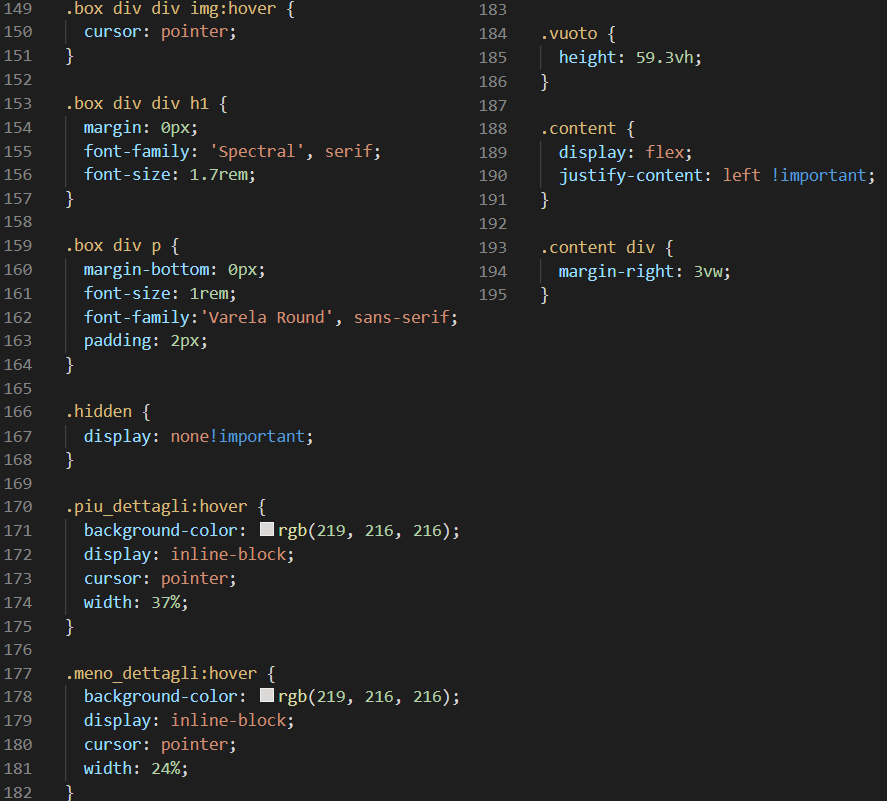 149 .box div div img:hover {
150 cursor: pointer;
151 }
152
153 .box div div h1 {
154 margin: 0px;
155 font-family: 'Spectral', serif;
156 font-size: 1.7rem;
157 }
158
159 .box div p {
160 margin-bottom: 0px;
161 font-size: 1rem;
162 font-family:'Varela Round', sans-serif;
163 padding: 2px;
164 }
165
166 .hidden {
167 display: none!important;
168 }
169
170 .piu_dettagli:hover {
171 background-color: rgb(219, 216, 216);
172 display: inline-block;
173 cursor: pointer;
174 width: 37%;
175 }
176
177 .meno_dettagli:hover {
178 background-color: rgb(219, 216, 216);
179 display: inline-block;
180 cursor: pointer;
181 width: 24%;
182 }
183
184 .vuoto {
185 height: 59.3vh;
186 }
187
188 .content {
189 display: flex;
190 justify-content: left !important;
191 }
192
193 .content div {
194 margin-right: 3vw;
195 }